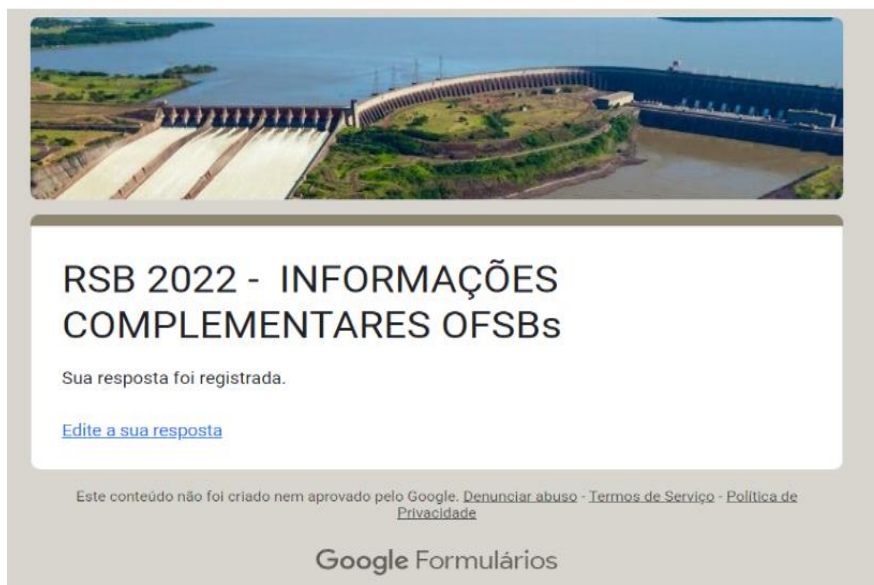 RSB 2022 - INFORMAÇÕES
COMPLEMENTARES OFSBs
Sua resposta foi registrada.
Edite a sua resposta
Este conteúdo não foi criado nem aprovado pelo Google. Denunciar abuso - Termos de Serviço - Política de
Privacidade
Google Formulários